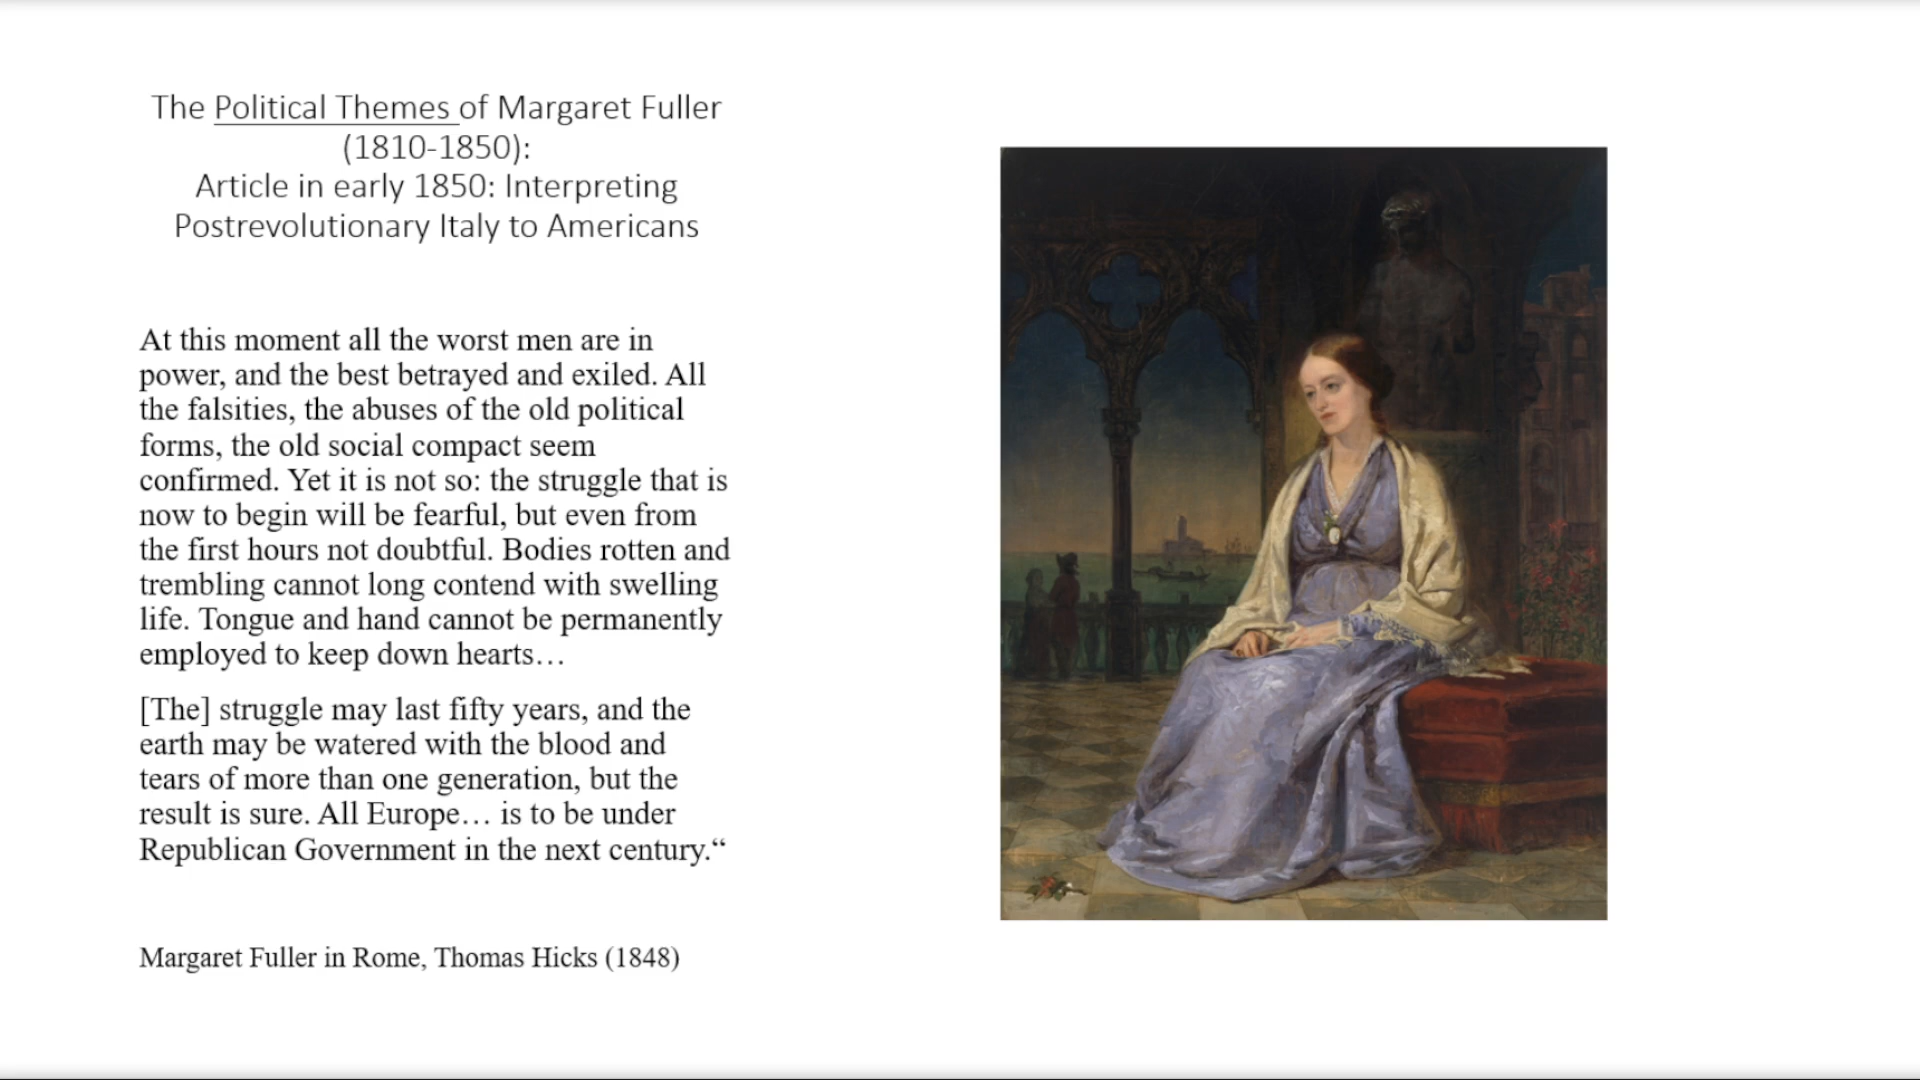 The Political Themes of Margaret Fuller
(1810-1850):
Article in early 1850: Interpreting
Postrevolutionary Italy to Americans
At this moment all the worst men are in
power, and the best betrayed and exiled. All
the falsities, the abuses of the old political
forms, the old social compact seem
confirmed. Yet it is not so: the struggle that is
now to begin will be fearful, but even from
the first hours not doubtful. Bodies rotten and
trembling cannot long contend with swelling
life. Tongue and hand cannot be permanently
employed to keep down hearts…
[The] struggle may last fifty years, and the
earth may be watered with the blood and
tears of more than one generation, but the
result is sure. All Europe… is to be under
Republican Government in the next century.“
Margaret Fuller in Rome, Thomas Hicks (1848)